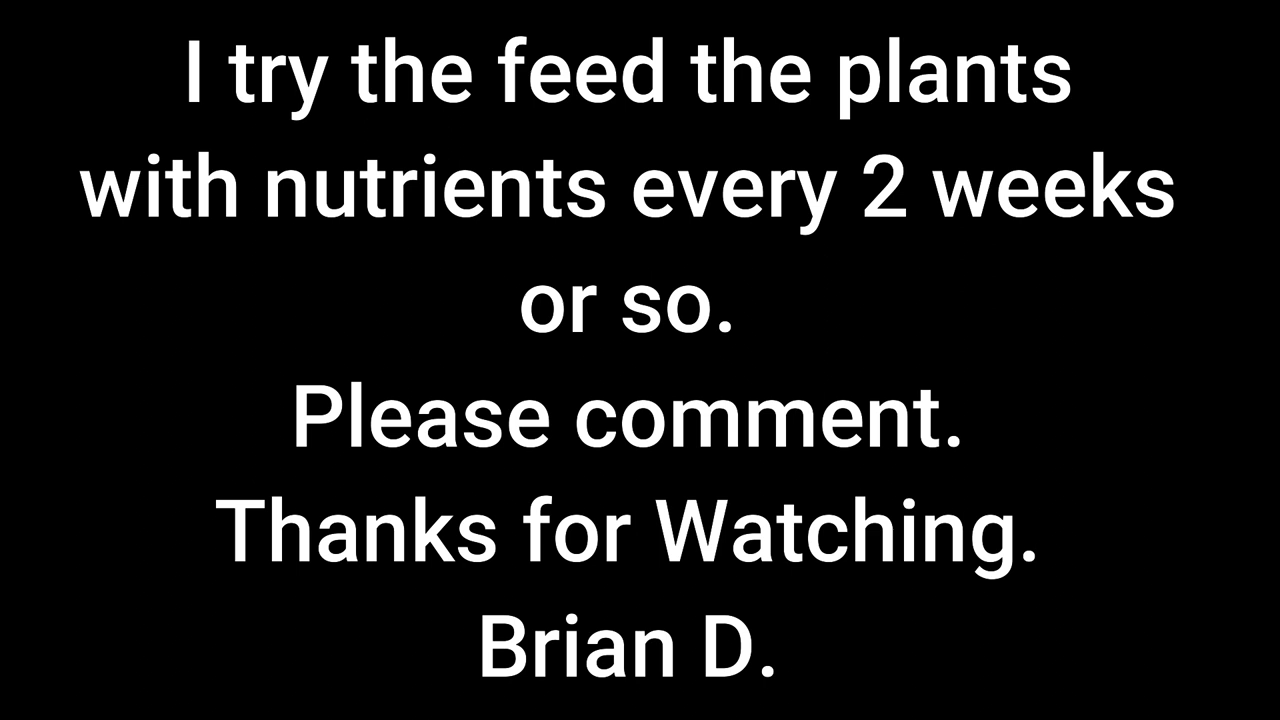 I try the feed the plants
with nutrients every 2 weeks
or so.
Please comment.
Thanks for Watching.
Brian D.